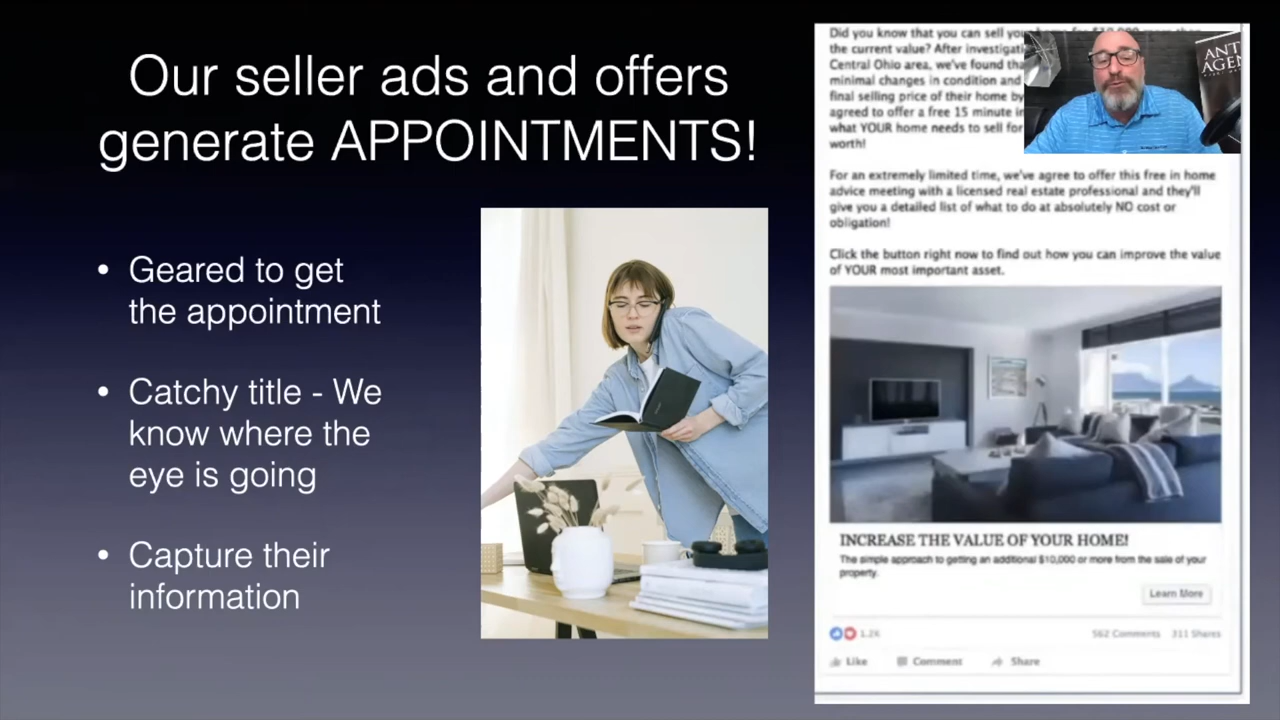 Our seller ads and offers
generate APPOINTMENTS!
• Geared to get
the appointment
• Catchy title - We
know where the
eye is going
• Capture their
information
Did you know that you can sell
the current value? After
Central Ohio area, we've found
minimal changes in condition and
final selling price of their home by
agreed to offer a free 15 minute
what YOUR home needs to sell for
worth!
For an extremely limited time, we've agree to offer this free in home
advice meeting with a licensed real estate professional and they'll
give you a detailed list of what to do at absolutely NO cost or
obligation!
Click the button right now to find out how you can improve the value
of YOUR most important asset.
INCREASE THE VALUE OF YOUR HOME!
The simple approach to getting an additional $10,000 or more from the sale of your
property.
Learn More
1.2K 562 Comments 311 Shares
Like Comment Share